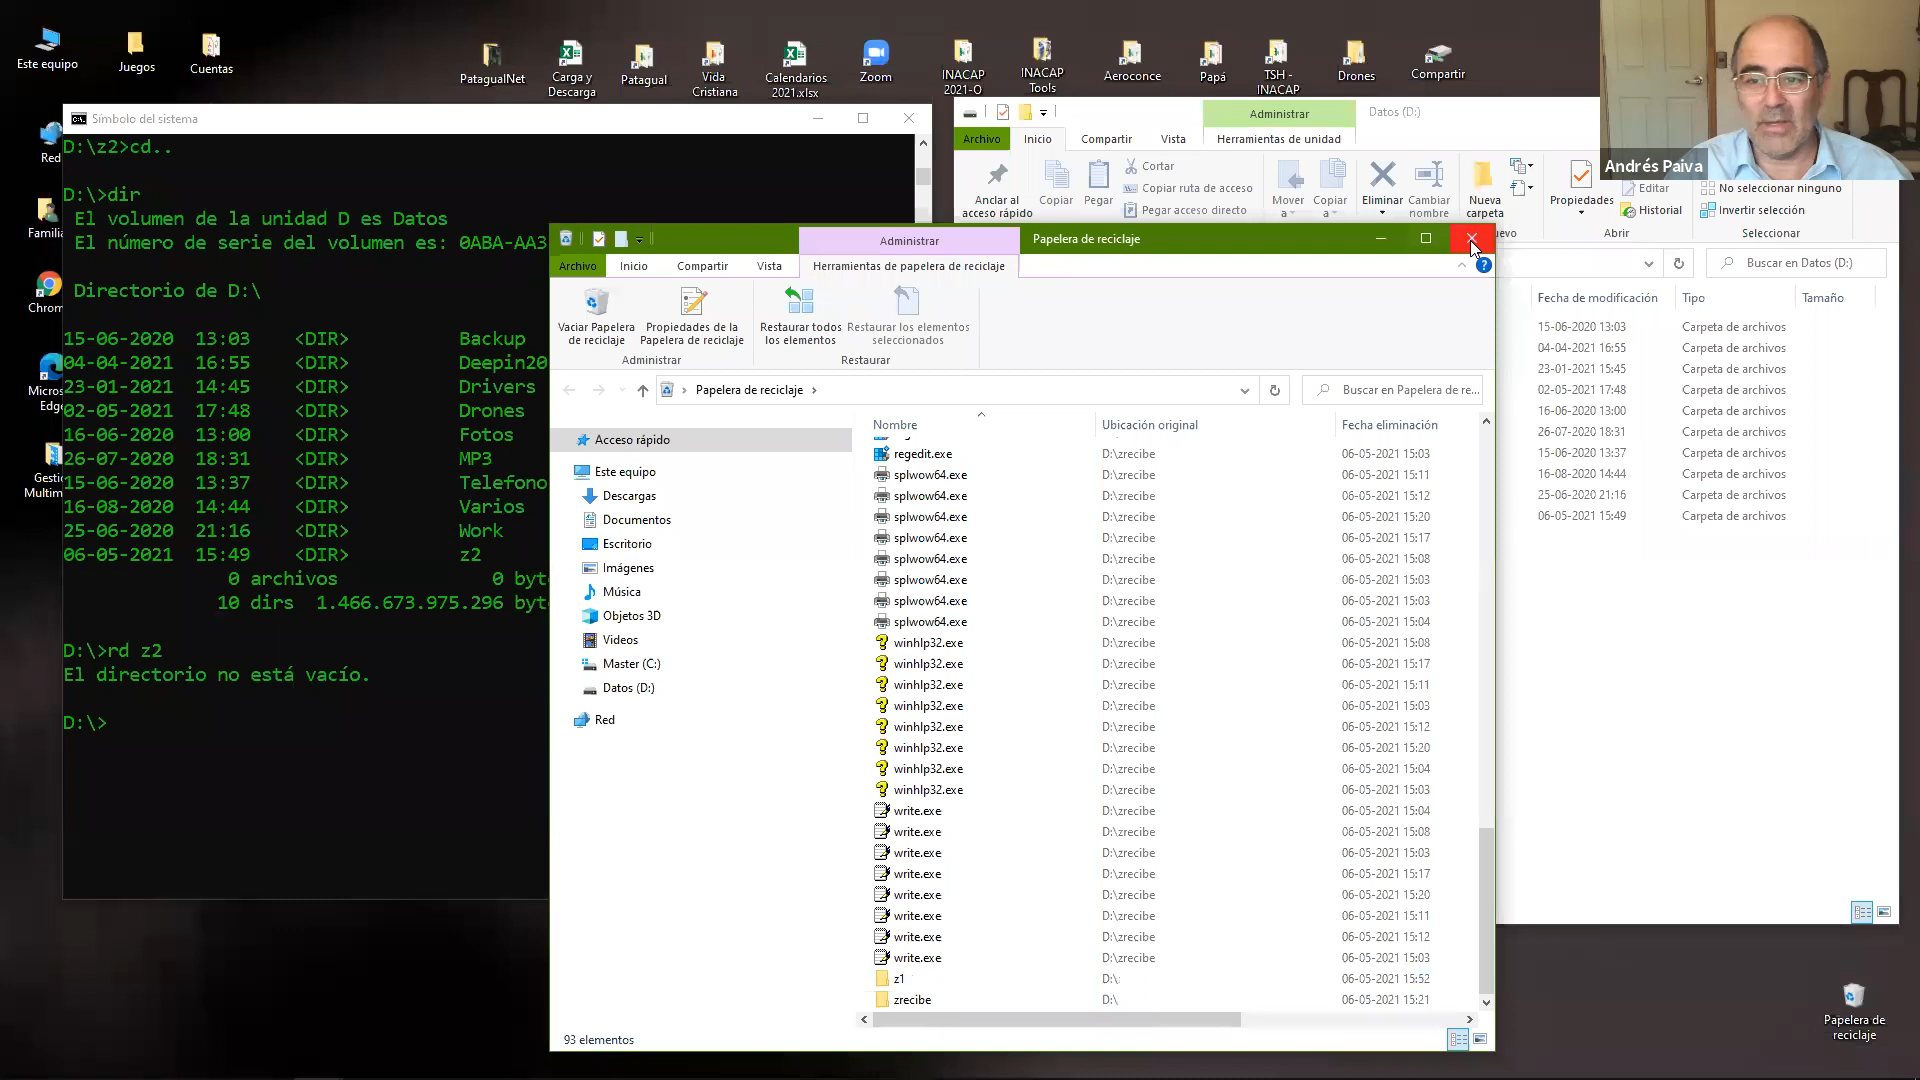 Este equipo
Juegos
Cuentas
PatagualNet
Carga y
Descarga
Patagual
Vida
Cristiana
Calendarios
2021.xlsx
Zoom
INACAP
2021-O
INACAP
Tools
Aeroconce
Papá
TSH -
INACAP
Drones
Compartir
Andrés Paiva
Red
Familia
Chrom
Micros
Edge
Gesti
Multim
Símbolo del sistema
D:\z2>cd..
D:\>dir
El volumen de la unidad D es Datos
El número de serie del volumen es: 0ABA-AA3
Directorio de D:\
15-06-2020 13:03 <DIR> Backup
04-04-2021 16:55 <DIR> Deepin20
23-01-2021 14:45 <DIR> Drivers
02-05-2021 17:48 <DIR> Drones
16-06-2020 13:00 <DIR> Fotos
26-07-2020 18:31 <DIR> MP3
15-06-2020 13:37 <DIR> Telefono
16-08-2020 14:44 <DIR> Varios
25-06-2020 21:16 <DIR> Work
06-05-2021 15:49 <DIR> z2
0 archivos 0 byt
10 dirs 1.466.673.975.296 byt
D:\>rd z2
El directorio no está vacío.
D:\>
Administrar
Datos (D:)
Archivo Inicio Compartir Vista Herramientas de unidad
Anclar al
acceso rápido
Copiar
Pegar
Cortar
Copiar ruta de acceso
Pegar acceso directo
Mover
a
Copiar
a
Eliminar
Cambiar
nombre
Nueva
carpeta
Propiedades
Editar
Historial
Abrir
No seleccionar ninguno
Invertir selección
Seleccionar
Buscar en Datos (D:)
Fecha de modificación Tipo Tamaño
15-06-2020 13:03 Carpeta de archivos
04-04-2021 16:55 Carpeta de archivos
23-01-2021 15:45 Carpeta de archivos
02-05-2021 17:48 Carpeta de archivos
16-06-2020 13:00 Carpeta de archivos
26-07-2020 18:31 Carpeta de archivos
15-06-2020 13:37 Carpeta de archivos
16-08-2020 14:44 Carpeta de archivos
25-06-2020 21:16 Carpeta de archivos
06-05-2021 15:49 Carpeta de archivos
Administrar
Papelera de reciclaje
Archivo Inicio Compartir Vista Herramientas de papelera de reciclaje
Vaciar Papelera
de reciclaje
Propiedades de la
Papelera de reciclaje
Administrar
Restaurar todos
los elementos
Restaurar los elementos
seleccionados
Restaurar
Papelera de reciclaje
Buscar en Papelera de re...
Acceso rápido
Este equipo
Descargas
Documentos
Escritorio
Imágenes
Música
Objetos 3D
Videos
Master (C:)
Datos (D:)
Red
Nombre Ubicación original Fecha eliminación
regedit.exe D:\zrecibe 06-05-2021 15:03
splwow64.exe D:\zrecibe 06-05-2021 15:11
splwow64.exe D:\zrecibe 06-05-2021 15:12
splwow64.exe D:\zrecibe 06-05-2021 15:20
splwow64.exe D:\zrecibe 06-05-2021 15:17
splwow64.exe D:\zrecibe 06-05-2021 15:08
splwow64.exe D:\zrecibe 06-05-2021 15:03
splwow64.exe D:\zrecibe 06-05-2021 15:03
splwow64.exe D:\zrecibe 06-05-2021 15:04
winhlp32.exe D:\zrecibe 06-05-2021 15:08
winhlp32.exe D:\zrecibe 06-05-2021 15:17
winhlp32.exe D:\zrecibe 06-05-2021 15:11
winhlp32.exe D:\zrecibe 06-05-2021 15:03
winhlp32.exe D:\zrecibe 06-05-2021 15:12
winhlp32.exe D:\zrecibe 06-05-2021 15:20
winhlp32.exe D:\zrecibe 06-05-2021 15:04
winhlp32.exe D:\zrecibe 06-05-2021 15:03
write.exe D:\zrecibe 06-05-2021 15:04
write.exe D:\zrecibe 06-05-2021 15:08
write.exe D:\zrecibe 06-05-2021 15:03
write.exe D:\zrecibe 06-05-2021 15:17
write.exe D:\zrecibe 06-05-2021 15:20
write.exe D:\zrecibe 06-05-2021 15:11
write.exe D:\zrecibe 06-05-2021 15:12
write.exe D:\zrecibe 06-05-2021 15:03
z1 D:\ 06-05-2021 15:52
zrecibe D:\ 06-05-2021 15:21
93 elementos
Papelera de
reciclaje